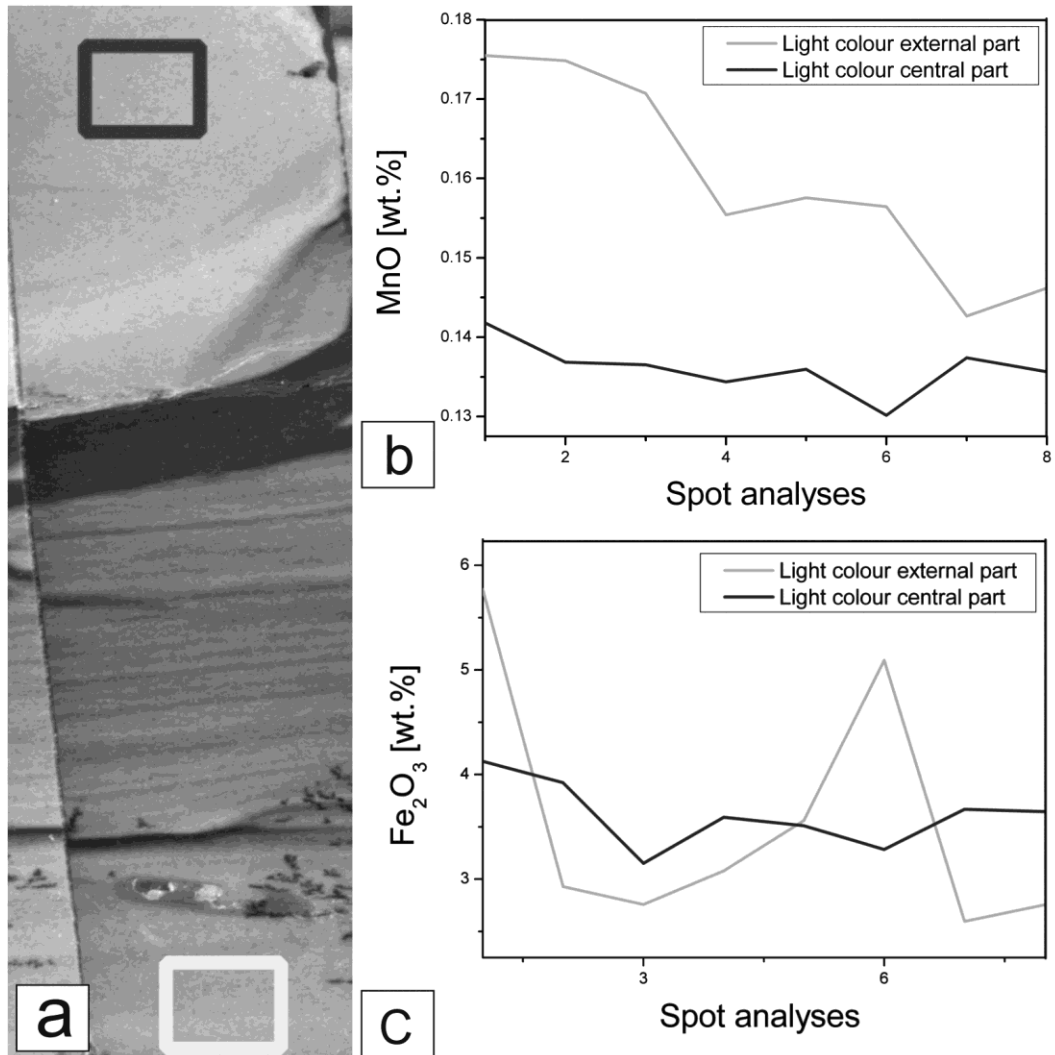 a
b
0.18
0.17
0.16
0.15
0.14
0.13
MnO [wt.%]
Light colour external part
Light colour central part
2
4
6
8
Spot analyses
C
6
5
4
3
Fe2O3 [wt.%]
Light colour external part
Light colour central part
3
6
Spot analyses